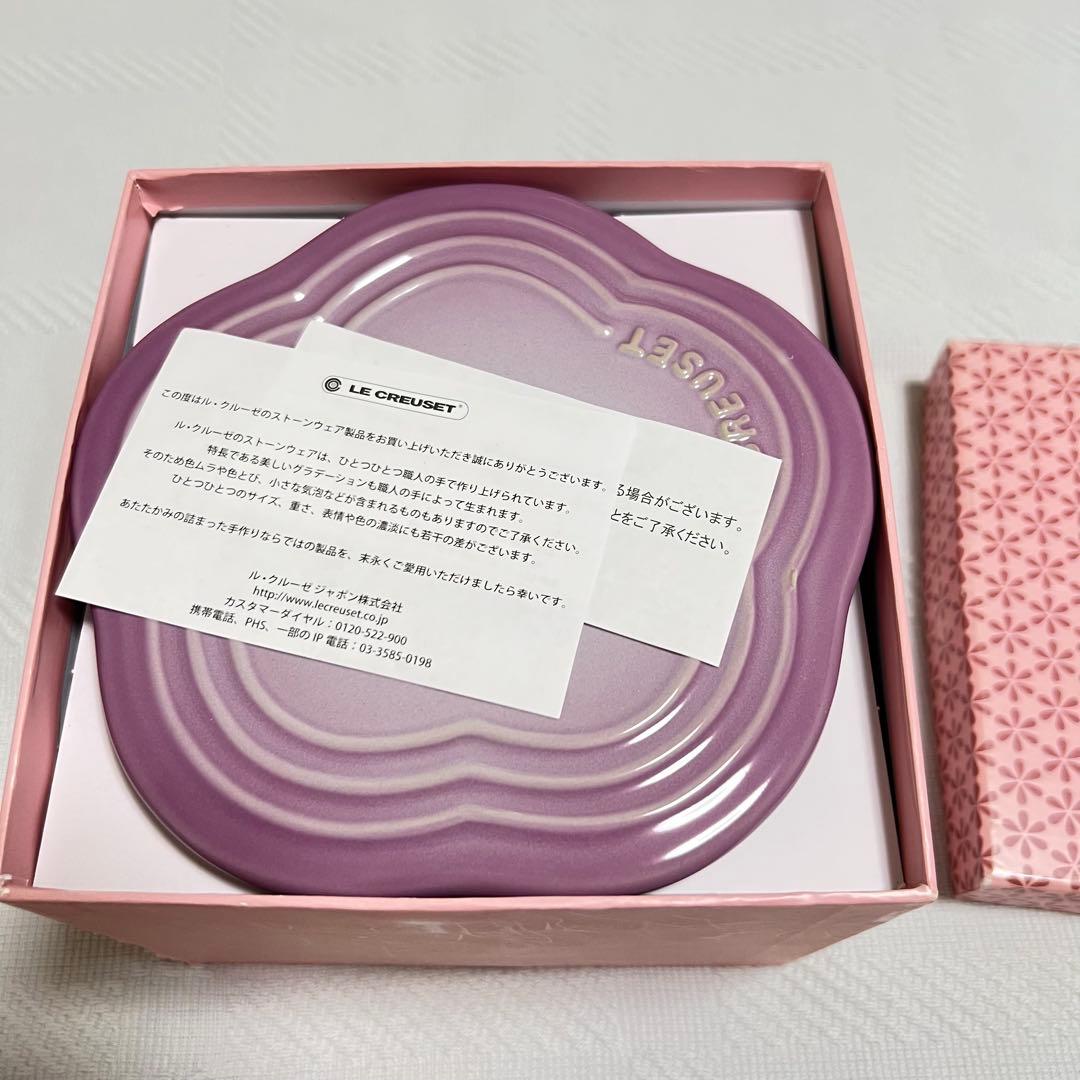 LE CREUSET
この度はル・クルーゼのストーンウェア製品をお買い上げいただき誠にありがとうございます。
ル・クルーゼのストーンウェアは、ひとつひとつ職人の手で作り上げられています。
特長である美しいグラデーションも職人の手によって生まれます。
そのため色ムラや色とび、小さな気泡などが含まれるものもありますのでご了承ください。
ひとつひとつのサイズ、重さ、表情や色の濃淡にも若干の差がございます。
あたたかみの詰まった手作りならではの製品を、末永くご愛用いただけましたら幸いです。
ル・クルーゼ ジャポン株式会社
http://www.lecreuset.co.jp
カスタマーダイヤル：0120-522-900
携帯電話、PHS、一部の IP 電話：03-3585-0198
る場合がございます。
とをご了承ください。
REUSET